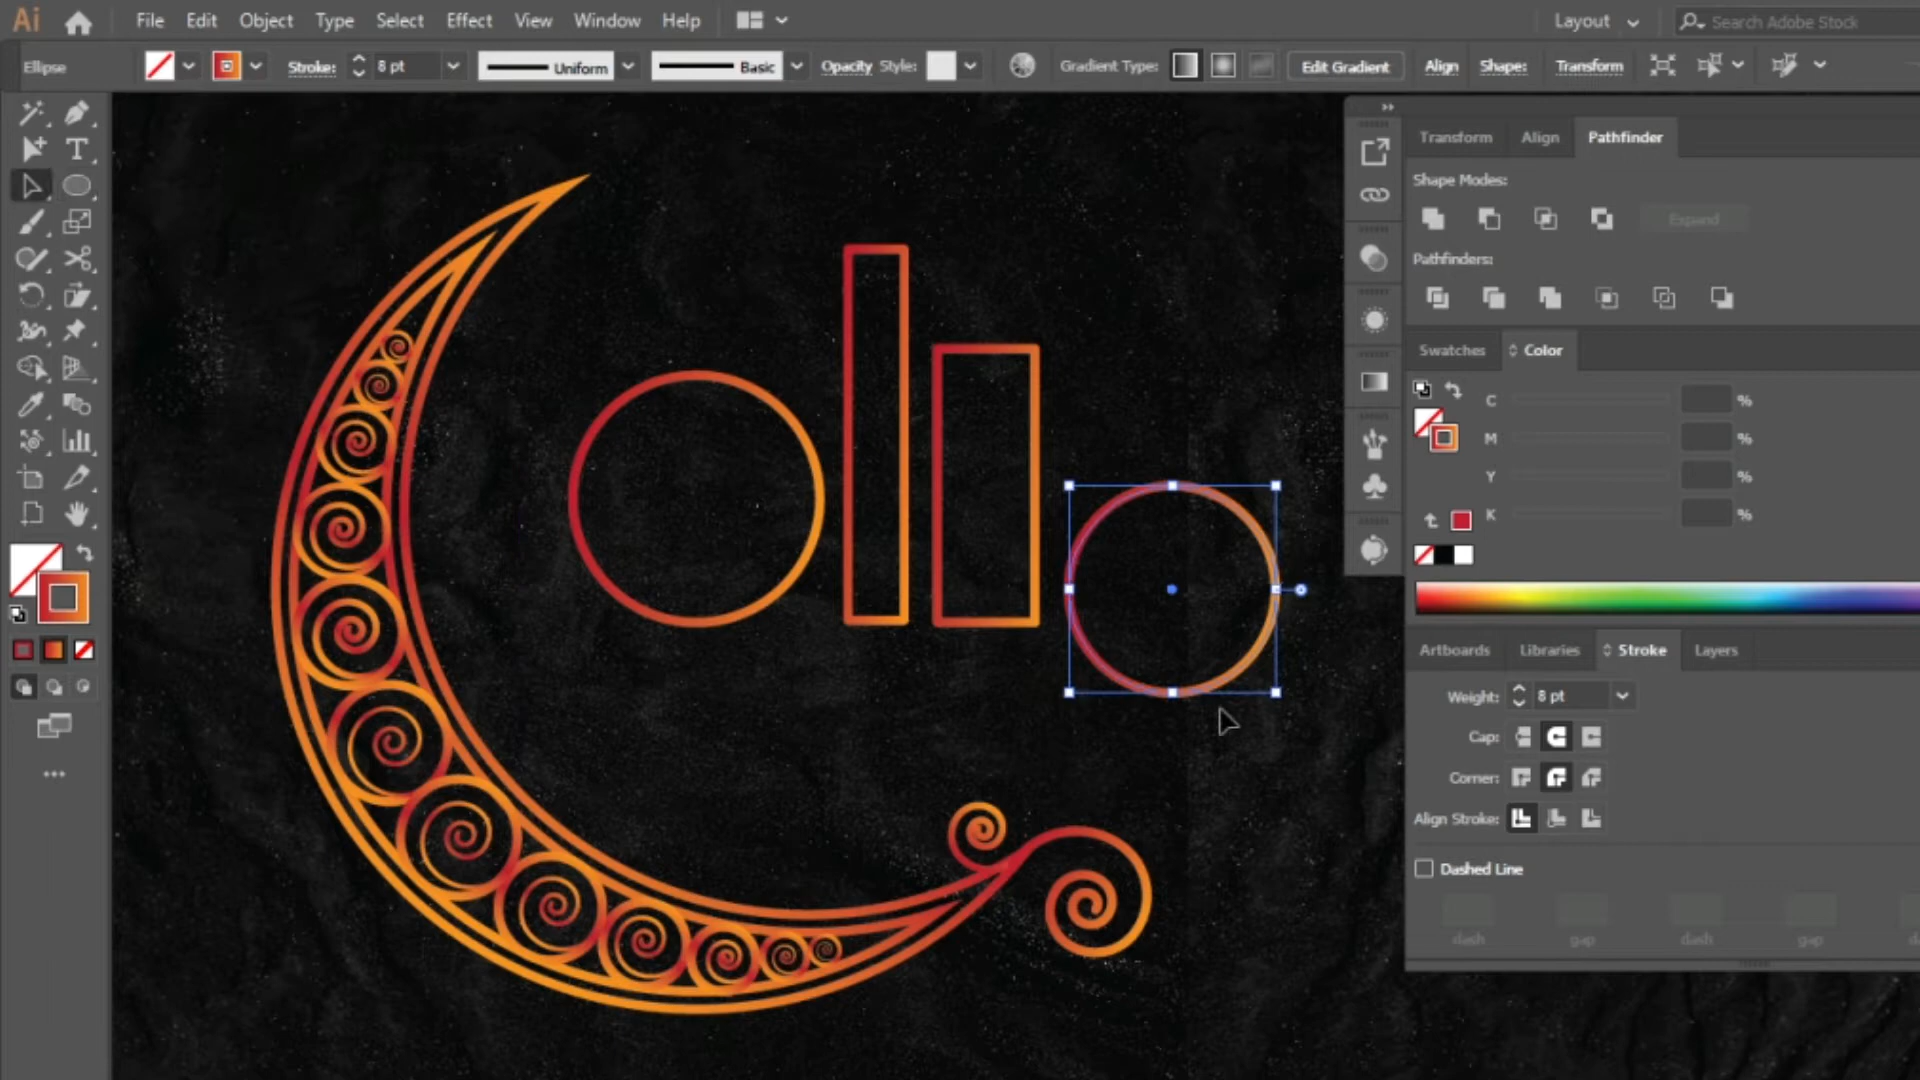 Ai File Edit Object Type Select Effect View Window Help Layout Search Adobe Stock
Ellipse Stroke: 8 pt Uniform Basic Opacity Style: Gradient Type: Edit Gradient Align Shape: Transform
T
Transform Align Pathfinder
Shape Modes:
Expand
Pathfinders:
Swatches Color
C %
M %
Y %
K %
Artboards Libraries Stroke Layers
Weight: 8 pt
Cap:
Corner:
Align Stroke:
Dashed Line
dash gap dash gap